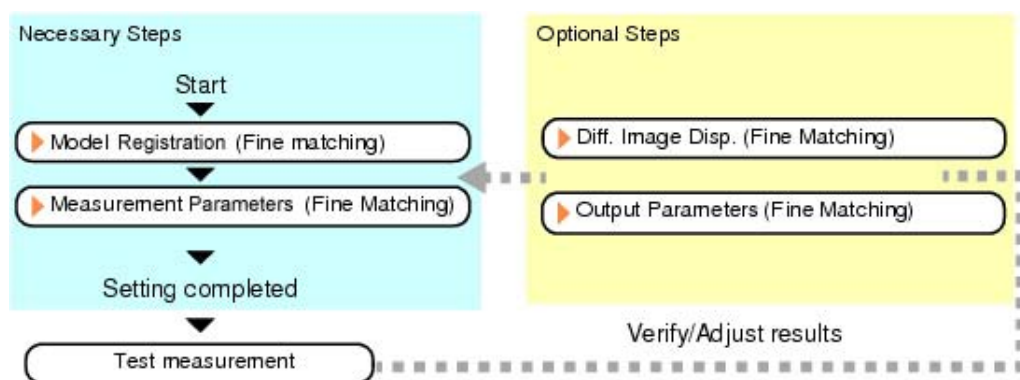 Necessary Steps
Start
Model Registration (Fine matching)
Measurement Parameters (Fine Matching)
Setting completed
Test measurement
Optional Steps
Diff. Image Disp. (Fine Matching)
Output Parameters (Fine Matching)
Verify/Adjust results